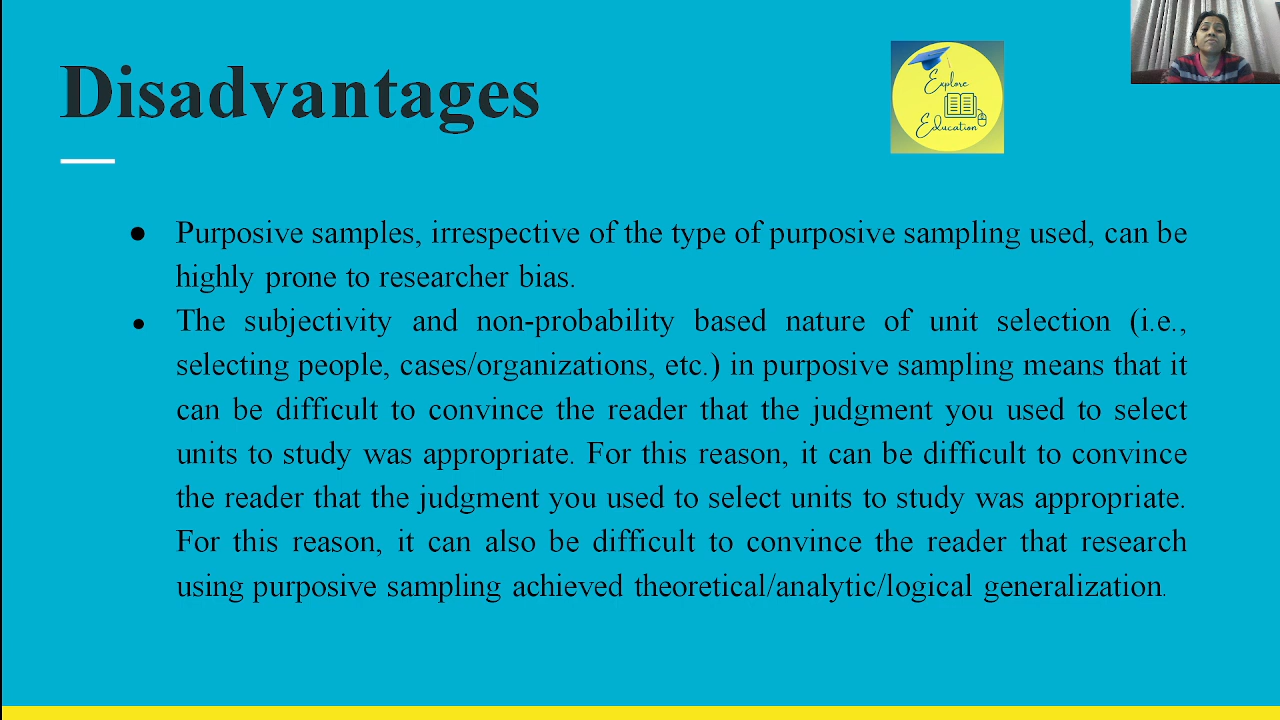 Disadvantages
Explore
Education
● Purposive samples, irrespective of the type of purposive sampling used, can be
highly prone to researcher bias.
● The subjectivity and non-probability based nature of unit selection (i.e.,
selecting people, cases/organizations, etc.) in purposive sampling means that it
can be difficult to convince the reader that the judgment you used to select
units to study was appropriate. For this reason, it can be difficult to convince
the reader that the judgment you used to select units to study was appropriate.
For this reason, it can also be difficult to convince the reader that research
using purposive sampling achieved theoretical/analytic/logical generalization.